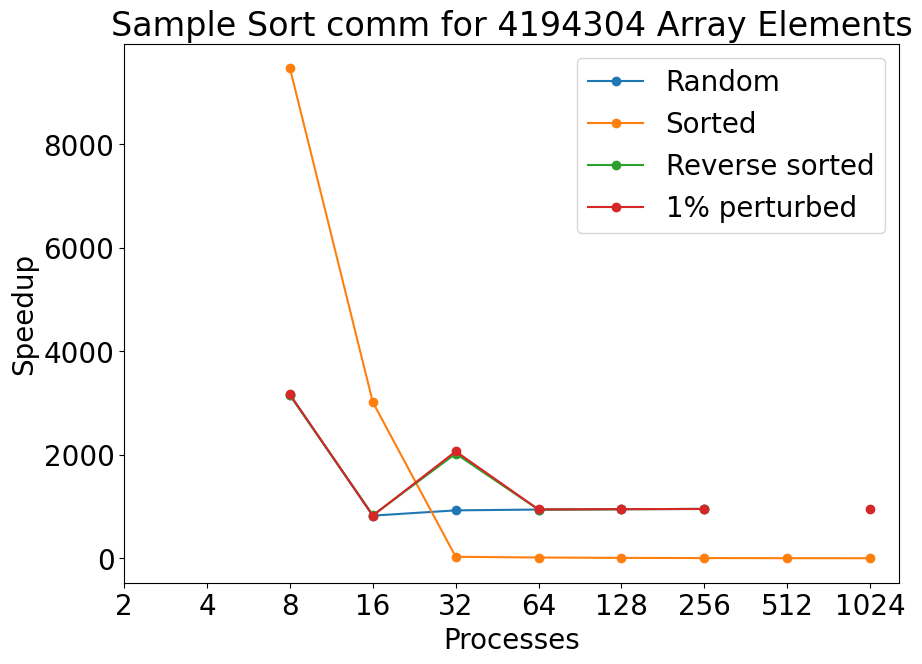 Sample Sort comm for 4194304 Array Elements
Random
Sorted
Reverse sorted
1% perturbed
8000
6000
4000
2000
0
Speedup
2 4 8 16 32 64 128 256 512 1024
Processes